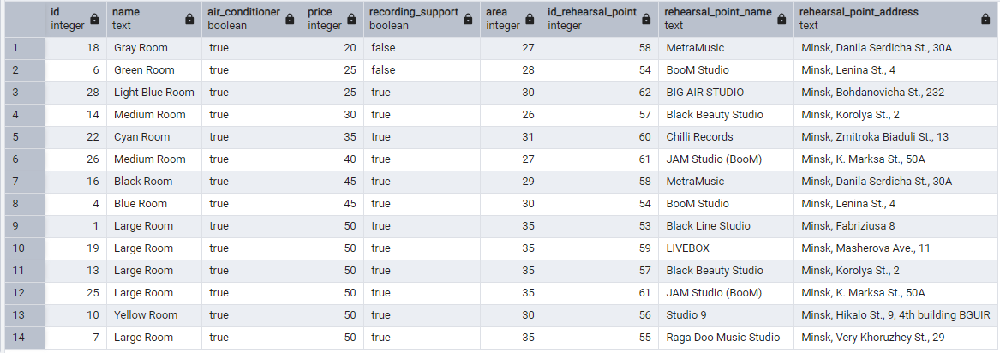 id name air_conditioner price recording_support area id_rehearsal_point rehearsal_point_name rehearsal_point_address
integer text boolean integer boolean integer integer text text
1 18 Gray Room true 20 false 27 58 MetraMusic Minsk, Danila Serdicha St., 30A
2 6 Green Room true 25 false 28 54 BooM Studio Minsk, Lenina St., 4
3 28 Light Blue Room true 25 true 30 62 BIG AIR STUDIO Minsk, Bohdanovicha St., 232
4 14 Medium Room true 30 true 26 57 Black Beauty Studio Minsk, Korolya St., 2
5 22 Cyan Room true 35 true 31 60 Chilli Records Minsk, Zmitroka Biaduli St., 13
6 26 Medium Room true 40 true 27 61 JAM Studio (BooM) Minsk, K. Marksa St., 50A
7 16 Black Room true 45 true 29 58 MetraMusic Minsk, Danila Serdicha St., 30A
8 4 Blue Room true 45 true 30 54 BooM Studio Minsk, Lenina St., 4
9 1 Large Room true 50 true 35 53 Black Line Studio Minsk, Fabriziusa 8
10 19 Large Room true 50 true 35 59 LIVEBOX Minsk, Masherova Ave., 11
11 13 Large Room true 50 true 35 57 Black Beauty Studio Minsk, Korolya St., 2
12 25 Large Room true 50 true 35 61 JAM Studio (BooM) Minsk, K. Marksa St., 50A
13 10 Yellow Room true 50 true 30 56 Studio 9 Minsk, Hikalo St., 9, 4th building BGUIR
14 7 Large Room true 50 true 35 55 Raga Doo Music Studio Minsk, Very Khoruzhey St., 29